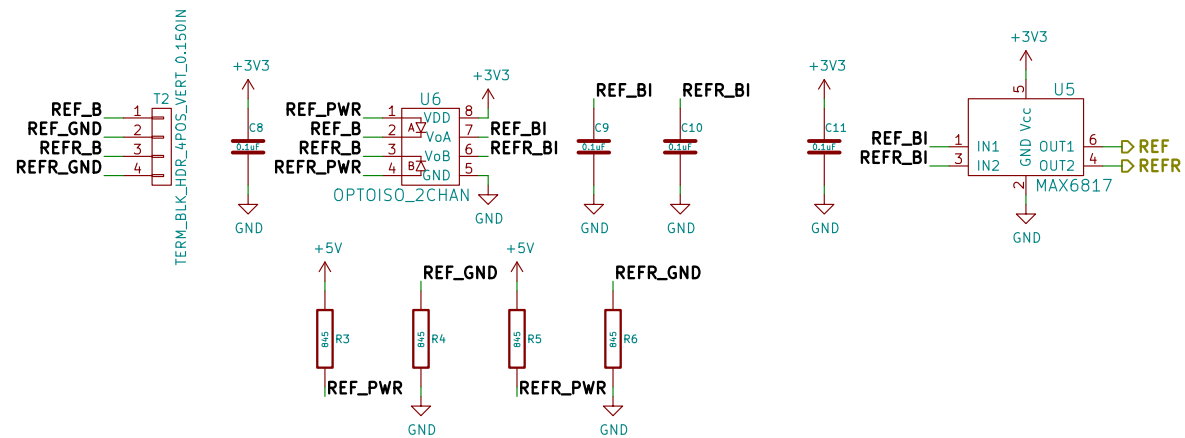 TERM_BLK_HDR_4POS_VERT_0.150IN
T2
REF_B 1
REF_GND 2
REFR_B 3
REFR_GND 4
+3V3
C8
0.1uF
GND
U6
+3V3
REF_PWR 1 VDD 8
REF_B 2 A VoA 7 REF_BI
REFR_B 3 VoB 6 REFR_BI
REFR_PWR 4 B GND 5
OPTOISO_2CHAN
GND
REF_BI
C9
0.1uF
GND
REFR_BI
C10
0.1uF
GND
+3V3
C11
0.1uF
GND
+3V3
5
U5
Vcc
REF_BI 1 IN1 OUT1 6 REF
REFR_BI 3 IN2 OUT2 4 REFR
GND
2
MAX6817
GND
+5V
845
R3
REF_PWR
REF_GND
845
R4
GND
+5V
845
R5
REFR_PWR
REFR_GND
845
R6
GND